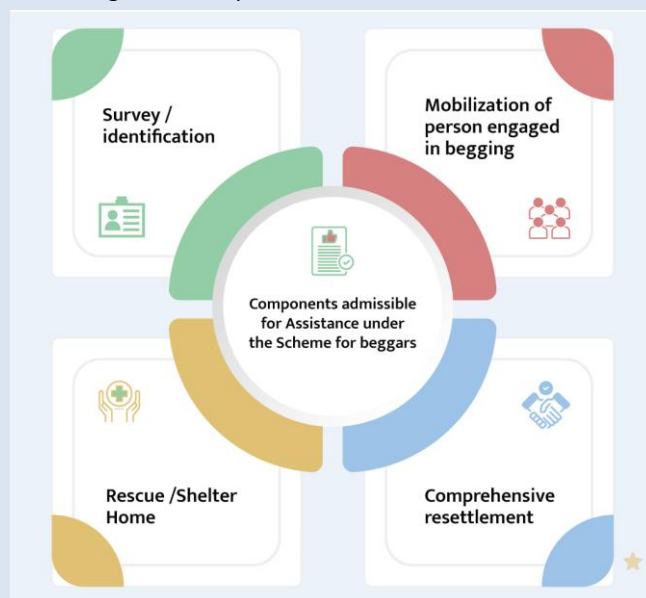 Survey /
identification
Mobilization of
person engaged
in begging
Components admissible
for Assistance under
the Scheme for beggars
Rescue /Shelter
Home
Comprehensive
resettlement